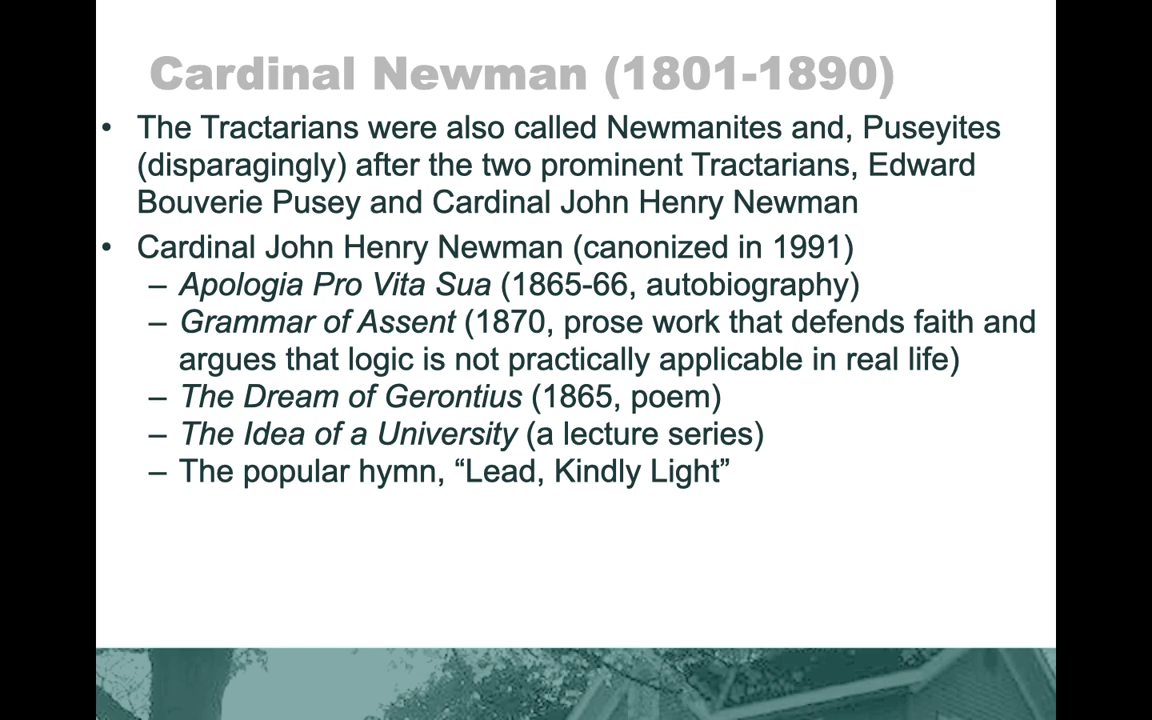 Cardinal Newman (1801-1890)
• The Tractarians were also called Newmanites and, Puseyites
(disparagingly) after the two prominent Tractarians, Edward
Bouverie Pusey and Cardinal John Henry Newman
• Cardinal John Henry Newman (canonized in 1991)
– Apologia Pro Vita Sua (1865-66, autobiography)
– Grammar of Assent (1870, prose work that defends faith and
argues that logic is not practically applicable in real life)
– The Dream of Gerontius (1865, poem)
– The Idea of a University (a lecture series)
– The popular hymn, “Lead, Kindly Light”